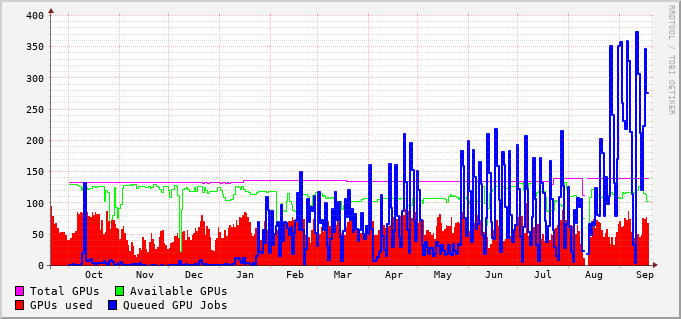 400
350
300
250
200
150
100
50
0
Oct Nov Dec Jan Feb Mar Apr May Jun Jul Aug Sep
Total GPUs Available GPUs
GPUs used Queued GPU Jobs
RRDTOOL / TOBI OETIKER